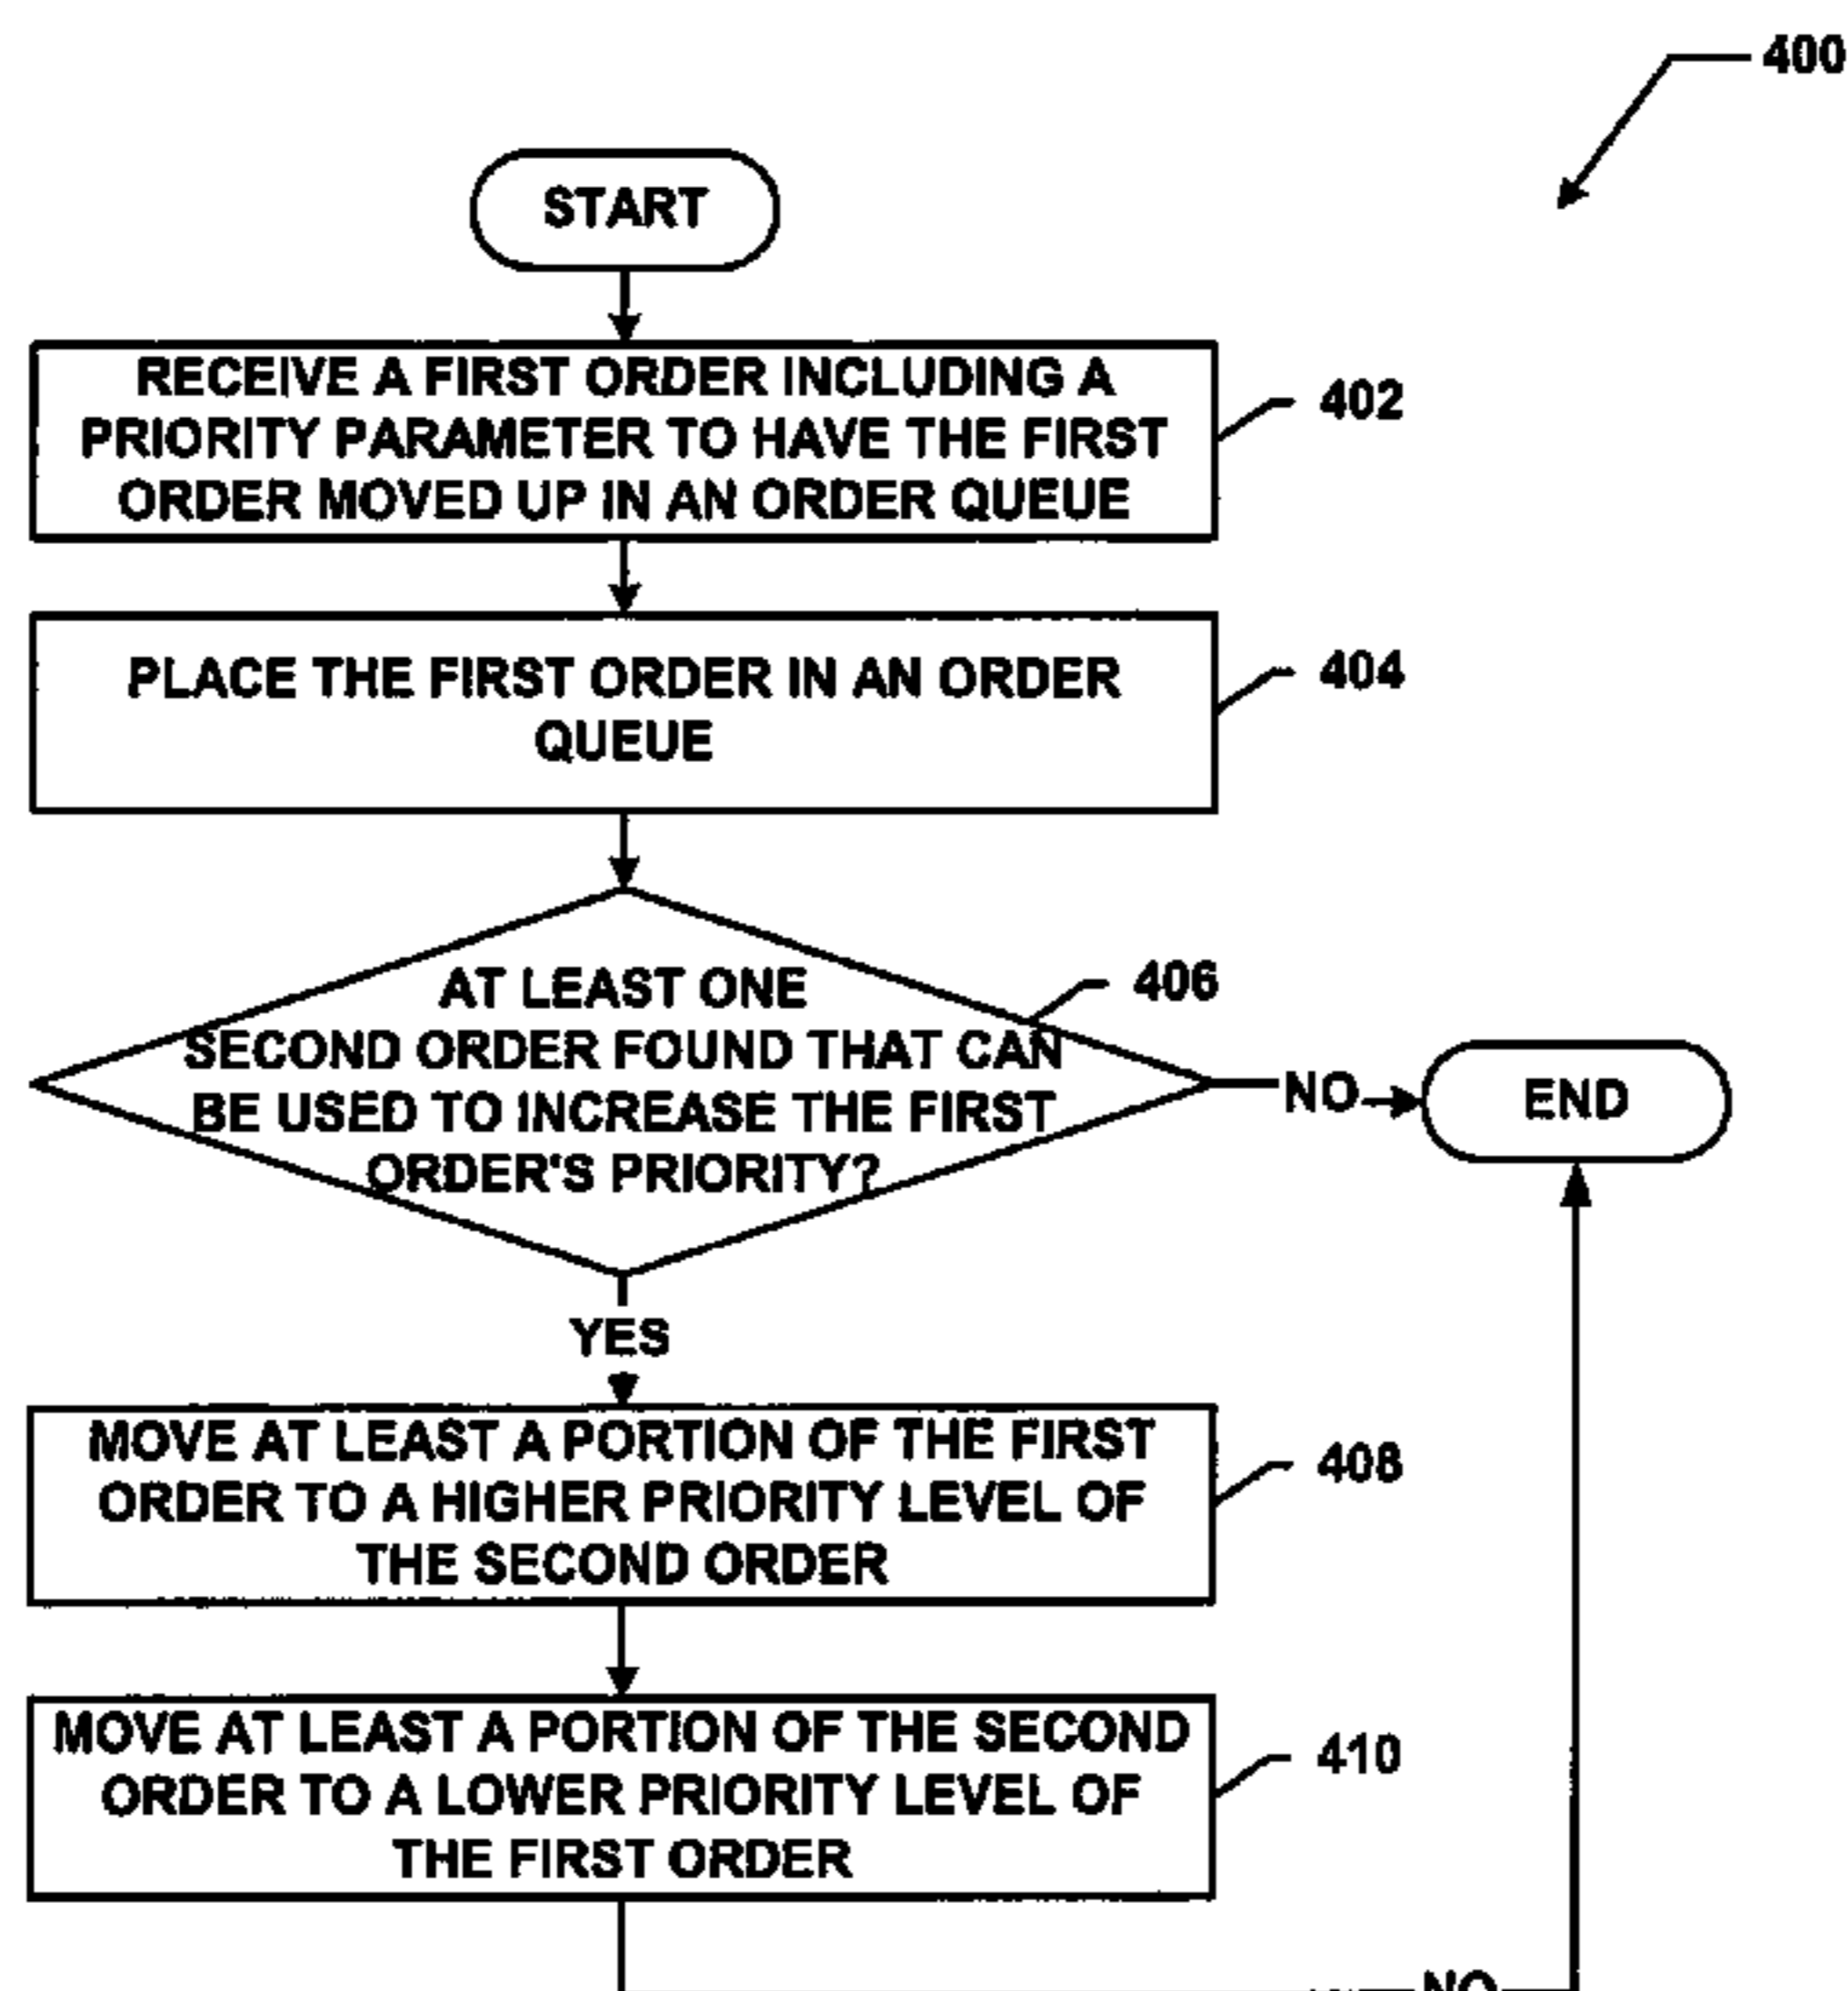 400
START
RECEIVE A FIRST ORDER INCLUDING A
PRIORITY PARAMETER TO HAVE THE FIRST
ORDER MOVED UP IN AN ORDER QUEUE
402
PLACE THE FIRST ORDER IN AN ORDER
QUEUE
404
AT LEAST ONE
SECOND ORDER FOUND THAT CAN
BE USED TO INCREASE THE FIRST
ORDER'S PRIORITY?
406
NO
END
YES
MOVE AT LEAST A PORTION OF THE FIRST
ORDER TO A HIGHER PRIORITY LEVEL OF
THE SECOND ORDER
408
MOVE AT LEAST A PORTION OF THE SECOND
ORDER TO A LOWER PRIORITY LEVEL OF
THE FIRST ORDER
410
NO